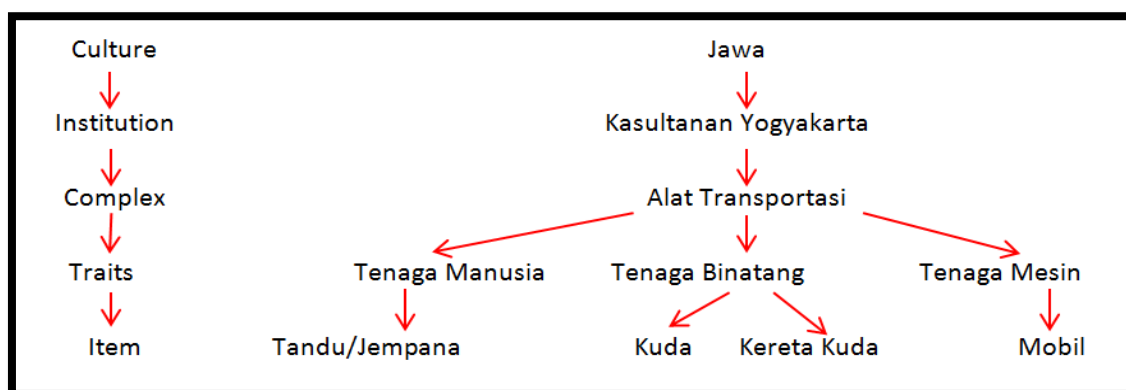 Culture Jawa
Institution Kasultanan Yogyakarta
Complex Alat Transportasi
Traits Tenaga Manusia Tenaga Binatang Tenaga Mesin
Item Tandu/Jempana Kuda Kereta Kuda Mobil